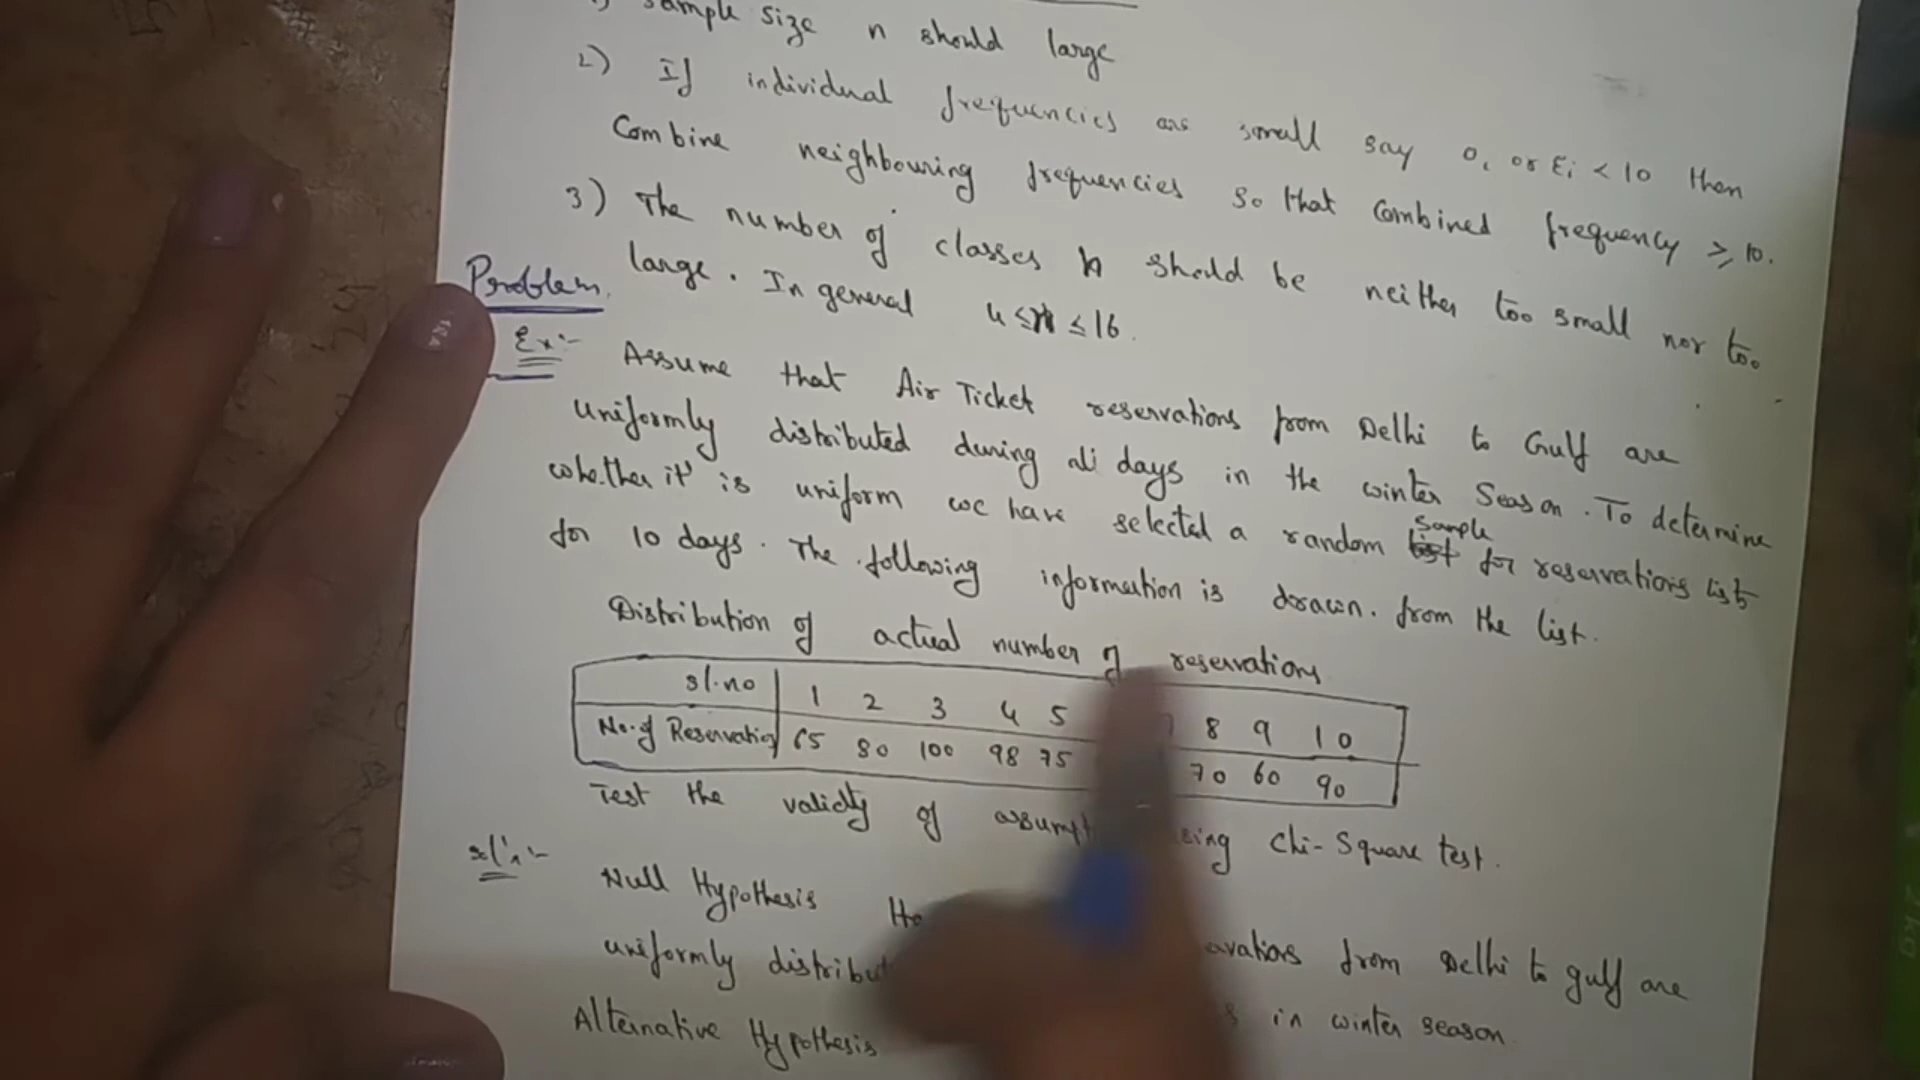 1) Sample size n should large
2) If individual frequencies are small say Oi or Ei < 10 then
Combine neighbouring frequencies so that combined frequency ≥ 10.
3) The number of classes n should be neither too small nor too
large. In general 4 ≤ n ≤ 16.
Problem.
Ex:- Assume that Air Ticket reservations from Delhi to Gulf are
uniformly distributed during all days in the winter Season. To determine
whether it is uniform we have selected a random sample for reservations lists
for 10 days. The following information is drawn. from the list.
Distribution of actual number of reservations
Sl.no 1 2 3 4 5 8 9 10
No. of Reservation 65 80 100 98 75 70 60 90
Test the validity of Chi-Square test.
Sol'n:-
Null Hypothesis from Delhi to gulf are
uniformly in winter season
Alternative Hypothesis